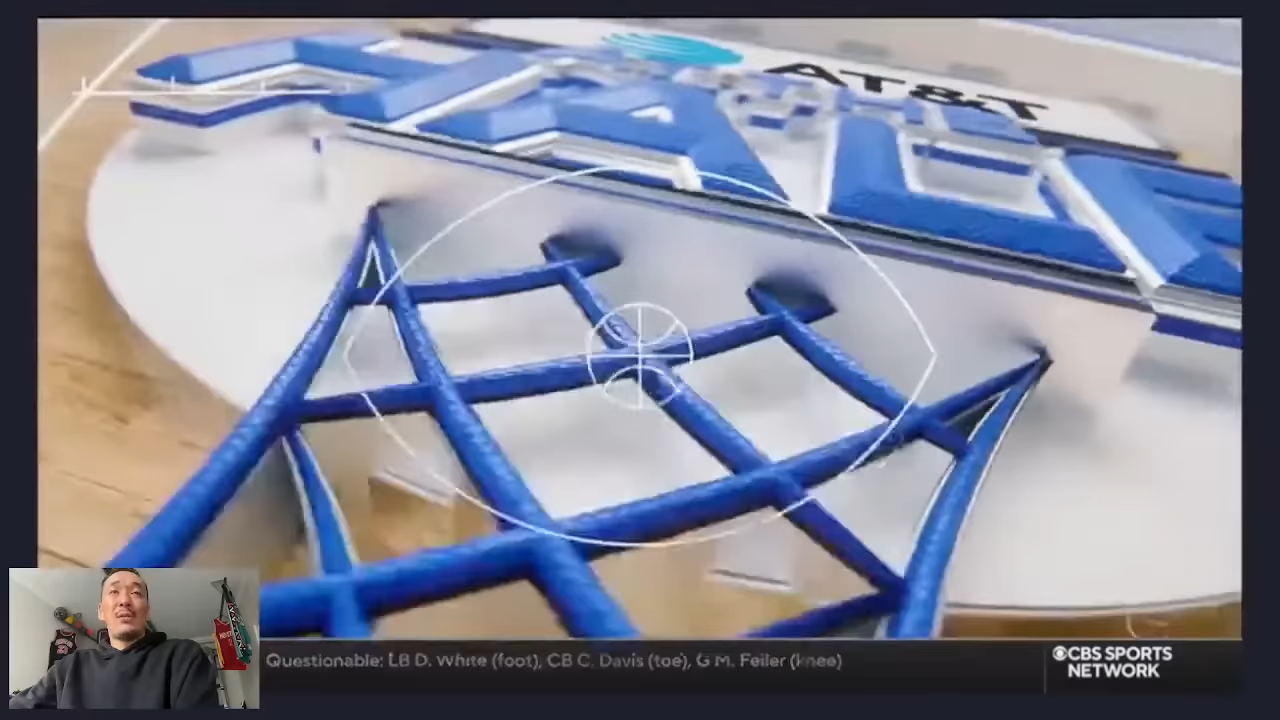 AT&T
Questionable: LB D. White (foot), CB C. Davis (toe), G M. Feiler (knee)
CBS SPORTS
NETWORK